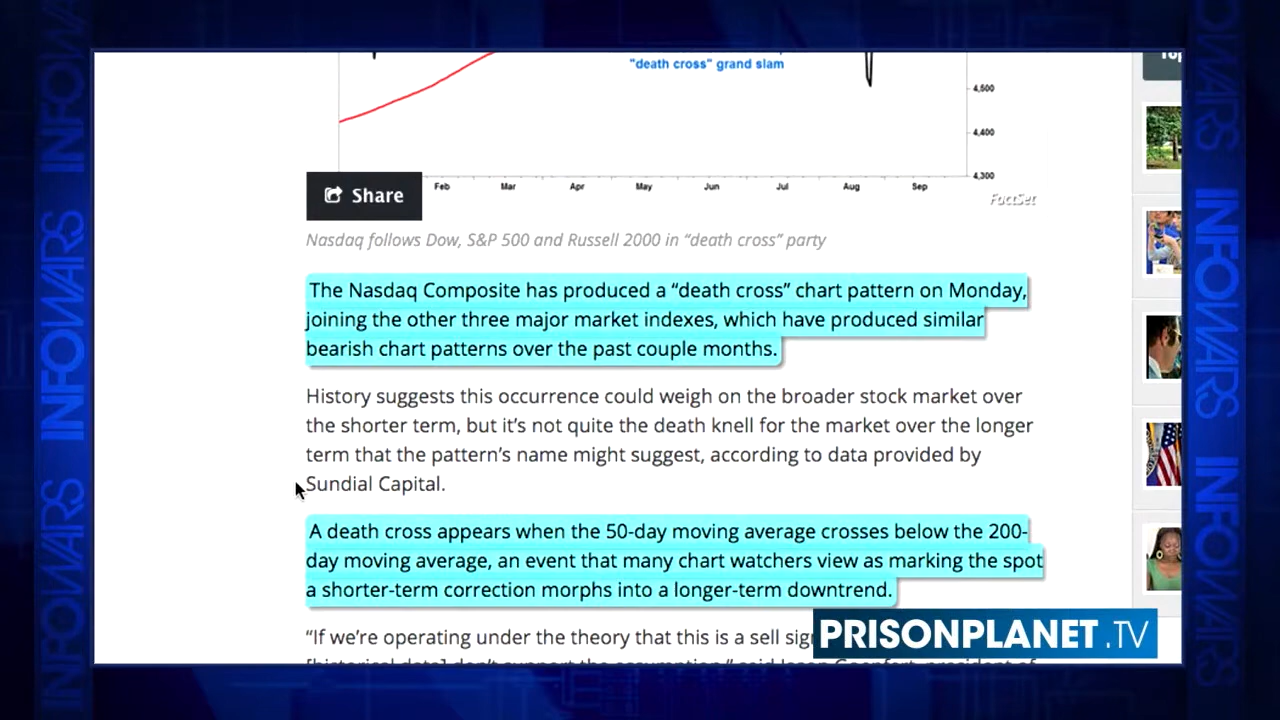 Top
"death cross" grand slam
4,500
4,400
4,300
Feb Mar Apr May Jun Jul Aug Sep
Share
FactSet
Nasdaq follows Dow, S&P 500 and Russell 2000 in “death cross” party
The Nasdaq Composite has produced a “death cross” chart pattern on Monday,
joining the other three major market indexes, which have produced similar
bearish chart patterns over the past couple months.
History suggests this occurrence could weigh on the broader stock market over
the shorter term, but it’s not quite the death knell for the market over the longer
term that the pattern’s name might suggest, according to data provided by
Sundial Capital.
A death cross appears when the 50-day moving average crosses below the 200-
day moving average, an event that many chart watchers view as marking the spot
a shorter-term correction morphs into a longer-term downtrend.
“If we’re operating under the theory that this is a sell
PRISONPLANET.TV
INFOWARS
INFOWARS
INFOWARS
INFOWARS
INFOWARS
INFOWARS